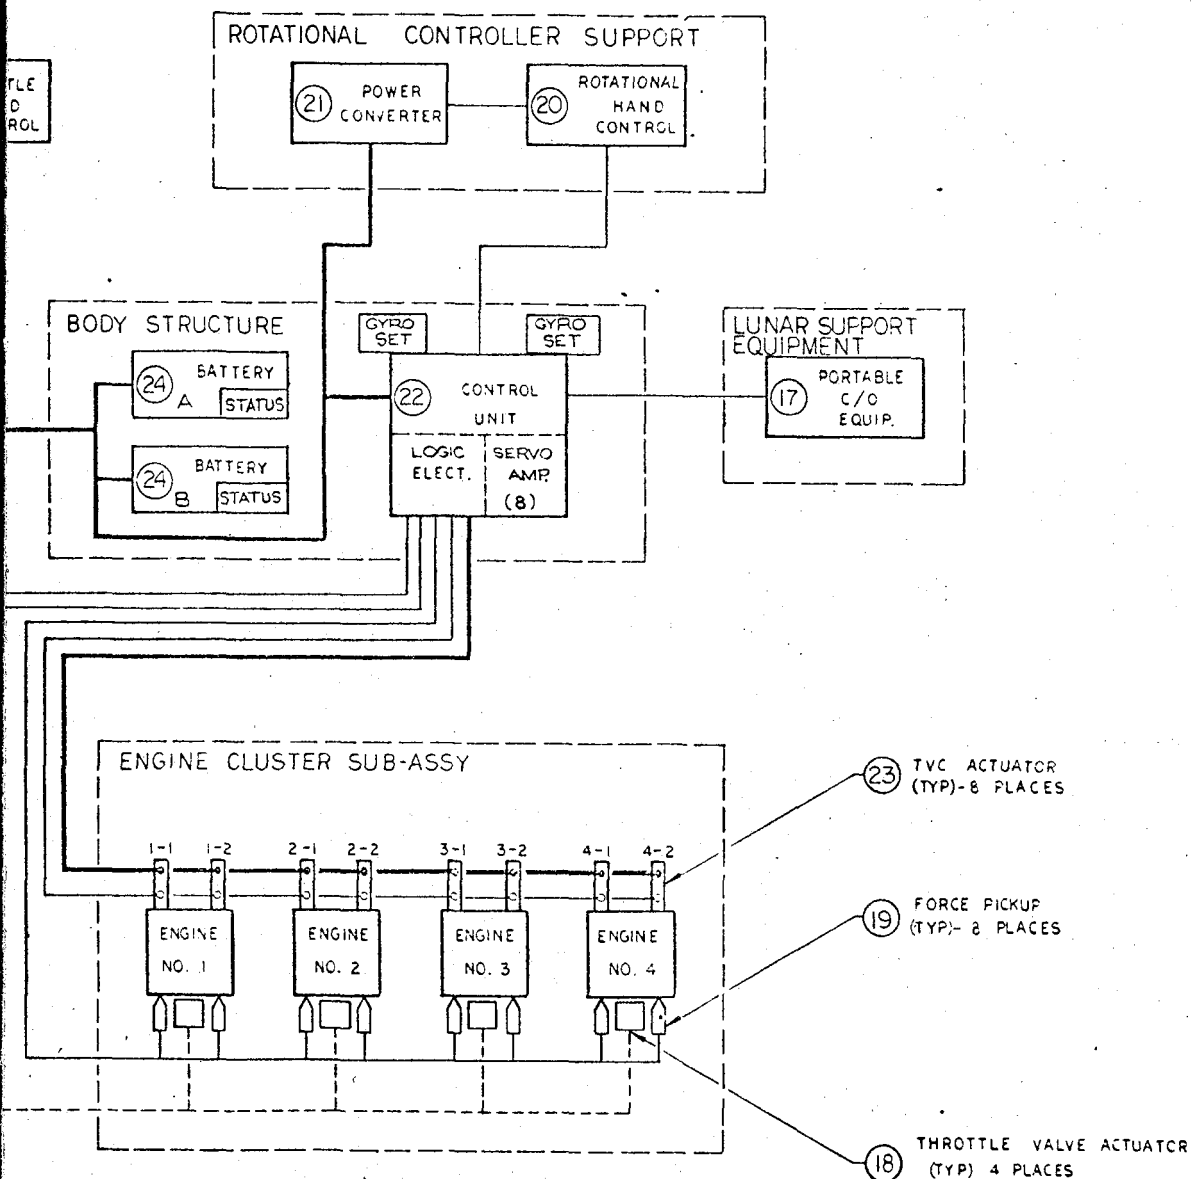 ROTATIONAL CONTROLLER SUPPORT
21 POWER CONVERTER
20 ROTATIONAL HAND CONTROL
BODY STRUCTURE
GYRO SET
GYRO SET
24 A BATTERY
STATUS
24 B BATTERY
STATUS
22 CONTROL UNIT
LOGIC ELECT.
SERVO AMP. (8)
LUNAR SUPPORT EQUIPMENT
17 PORTABLE C/O EQUIP.
ENGINE CLUSTER SUB-ASSY
1-1 1-2 2-1 2-2 3-1 3-2 4-1 4-2
ENGINE NO. 1
ENGINE NO. 2
ENGINE NO. 3
ENGINE NO. 4
23 TVC ACTUATOR
(TYP)-8 PLACES
19 FORCE PICKUP
(TYP)- 8 PLACES
18 THROTTLE VALVE ACTUATOR
(TYP) 4 PLACES